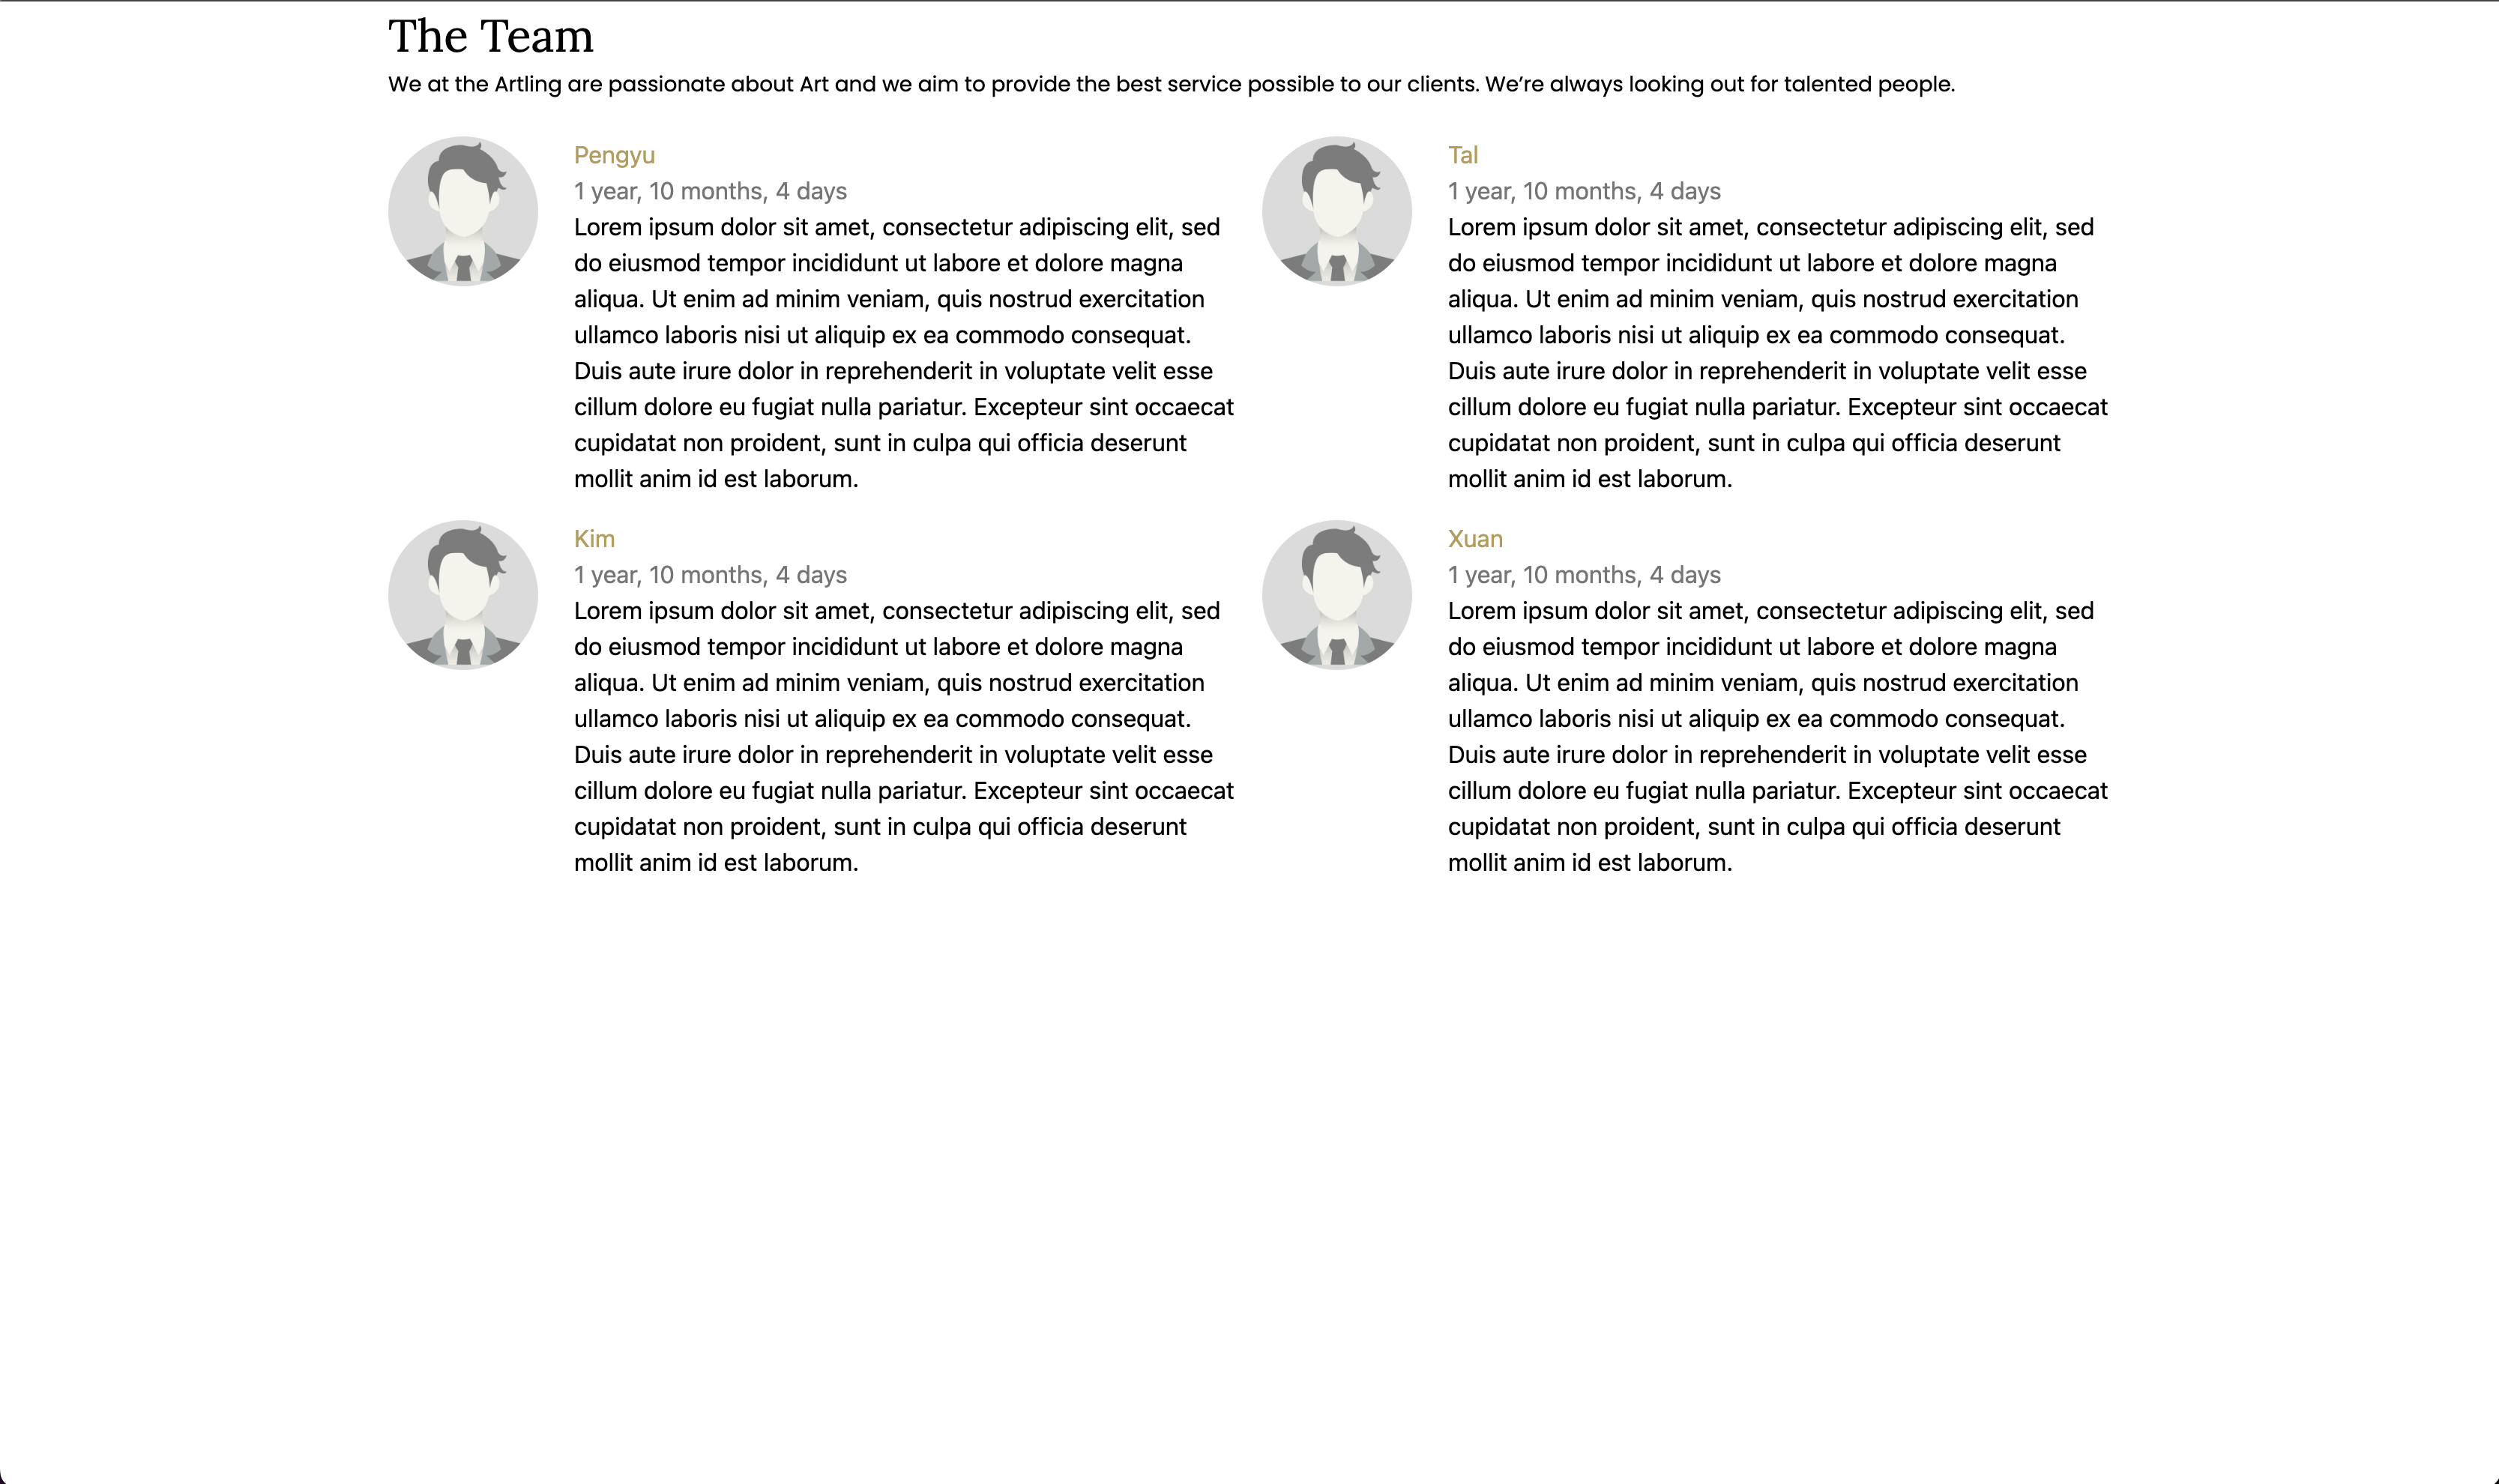 The Team
We at the Artling are passionate about Art and we aim to provide the best service possible to our clients. We’re always looking out for talented people.
Pengyu
1 year, 10 months, 4 days
Lorem ipsum dolor sit amet, consectetur adipiscing elit, sed
do eiusmod tempor incididunt ut labore et dolore magna
aliqua. Ut enim ad minim veniam, quis nostrud exercitation
ullamco laboris nisi ut aliquip ex ea commodo consequat.
Duis aute irure dolor in reprehenderit in voluptate velit esse
cillum dolore eu fugiat nulla pariatur. Excepteur sint occaecat
cupidatat non proident, sunt in culpa qui officia deserunt
mollit anim id est laborum.
Tal
1 year, 10 months, 4 days
Lorem ipsum dolor sit amet, consectetur adipiscing elit, sed
do eiusmod tempor incididunt ut labore et dolore magna
aliqua. Ut enim ad minim veniam, quis nostrud exercitation
ullamco laboris nisi ut aliquip ex ea commodo consequat.
Duis aute irure dolor in reprehenderit in voluptate velit esse
cillum dolore eu fugiat nulla pariatur. Excepteur sint occaecat
cupidatat non proident, sunt in culpa qui officia deserunt
mollit anim id est laborum.
Kim
1 year, 10 months, 4 days
Lorem ipsum dolor sit amet, consectetur adipiscing elit, sed
do eiusmod tempor incididunt ut labore et dolore magna
aliqua. Ut enim ad minim veniam, quis nostrud exercitation
ullamco laboris nisi ut aliquip ex ea commodo consequat.
Duis aute irure dolor in reprehenderit in voluptate velit esse
cillum dolore eu fugiat nulla pariatur. Excepteur sint occaecat
cupidatat non proident, sunt in culpa qui officia deserunt
mollit anim id est laborum.
Xuan
1 year, 10 months, 4 days
Lorem ipsum dolor sit amet, consectetur adipiscing elit, sed
do eiusmod tempor incididunt ut labore et dolore magna
aliqua. Ut enim ad minim veniam, quis nostrud exercitation
ullamco laboris nisi ut aliquip ex ea commodo consequat.
Duis aute irure dolor in reprehenderit in voluptate velit esse
cillum dolore eu fugiat nulla pariatur. Excepteur sint occaecat
cupidatat non proident, sunt in culpa qui officia deserunt
mollit anim id est laborum.